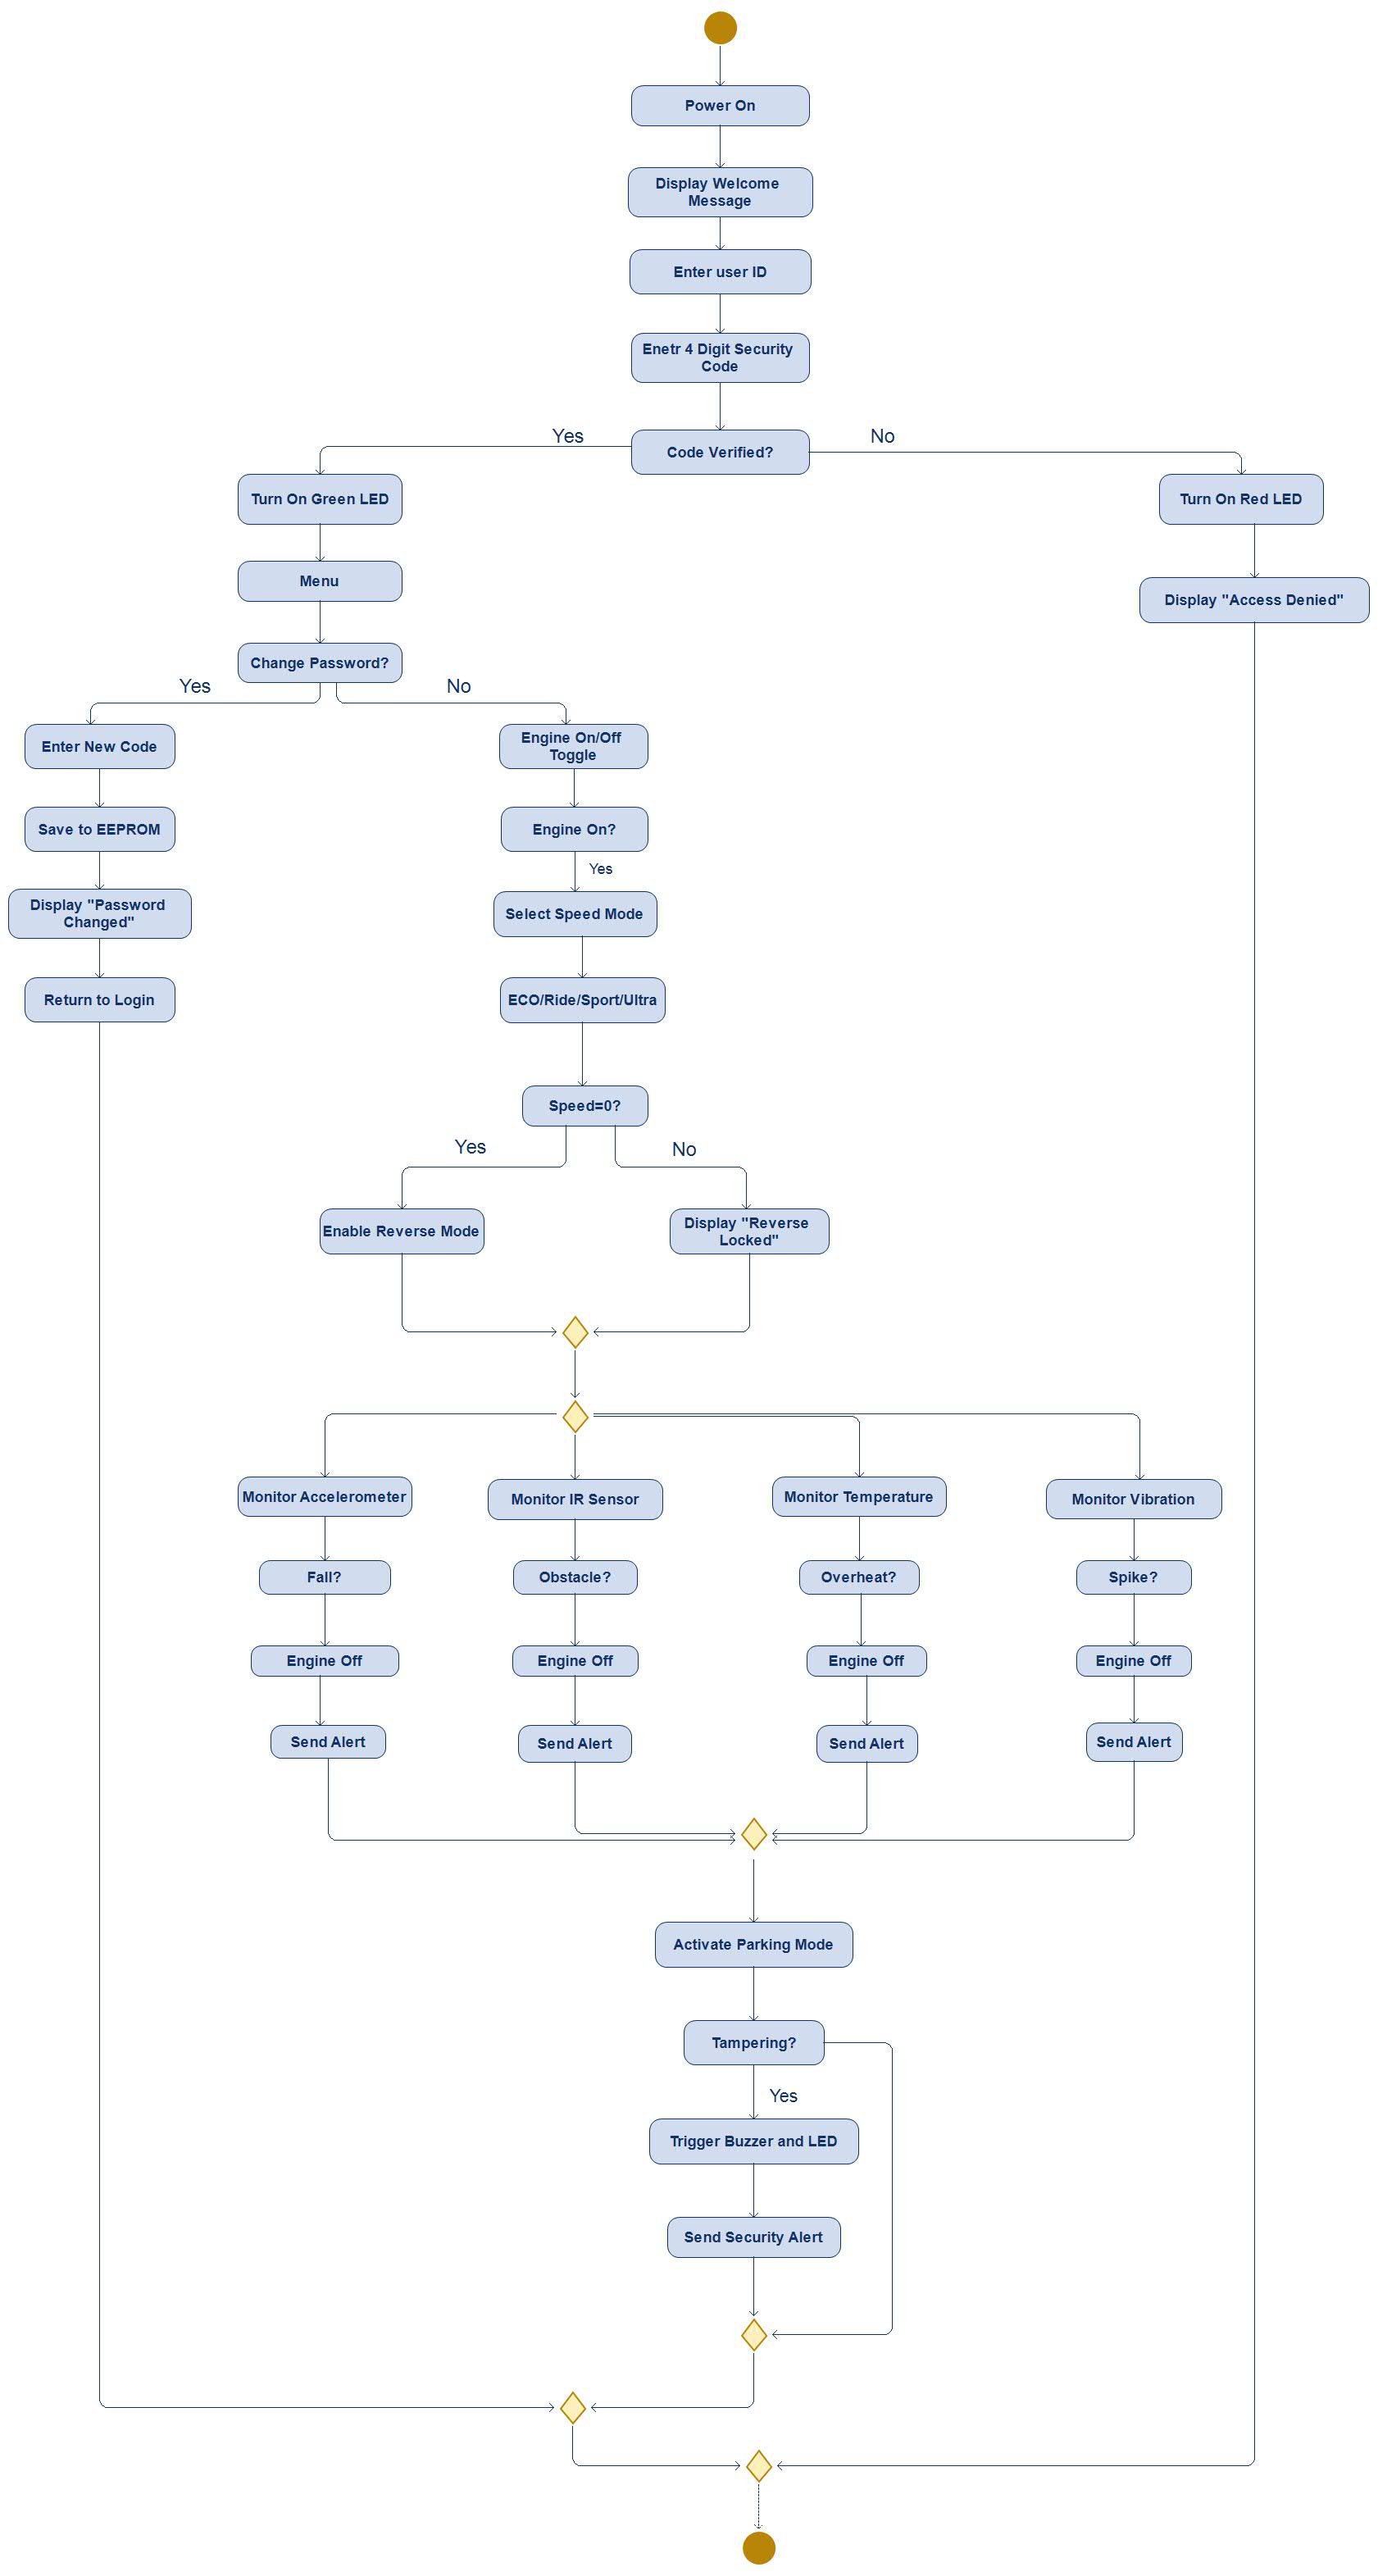 Power On
Display Welcome
Message
Enter user ID
Enetr 4 Digit Security
Code
Yes
Code Verified?
No
Turn On Green LED
Turn On Red LED
Menu
Display "Access Denied"
Change Password?
Yes
No
Enter New Code
Engine On/Off
Toggle
Save to EEPROM
Engine On?
Yes
Display "Password
Changed"
Select Speed Mode
Return to Login
ECO/Ride/Sport/Ultra
Speed=0?
Yes
No
Enable Reverse Mode
Display "Reverse
Locked"
Monitor Accelerometer
Monitor IR Sensor
Monitor Temperature
Monitor Vibration
Fall?
Obstacle?
Overheat?
Spike?
Engine Off
Engine Off
Engine Off
Engine Off
Send Alert
Send Alert
Send Alert
Send Alert
Activate Parking Mode
Tampering?
Yes
Trigger Buzzer and LED
Send Security Alert